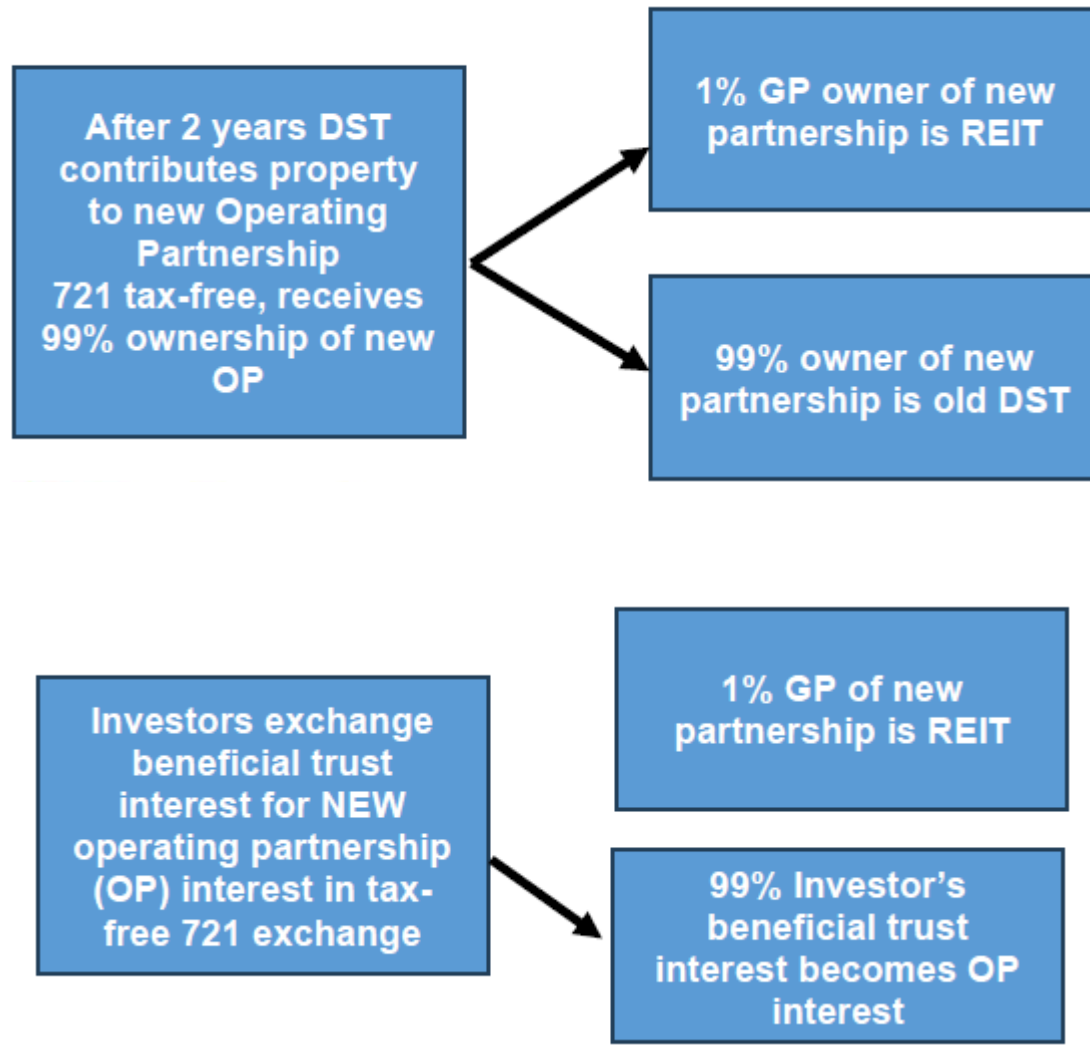 After 2 years DST
contributes property
to new Operating
Partnership
721 tax-free, receives
99% ownership of new
OP
1% GP owner of new
partnership is REIT
99% owner of new
partnership is old DST
Investors exchange
beneficial trust
interest for NEW
operating partnership
(OP) interest in tax-
free 721 exchange
1% GP of new
partnership is REIT
99% Investor’s
beneficial trust
interest becomes OP
interest